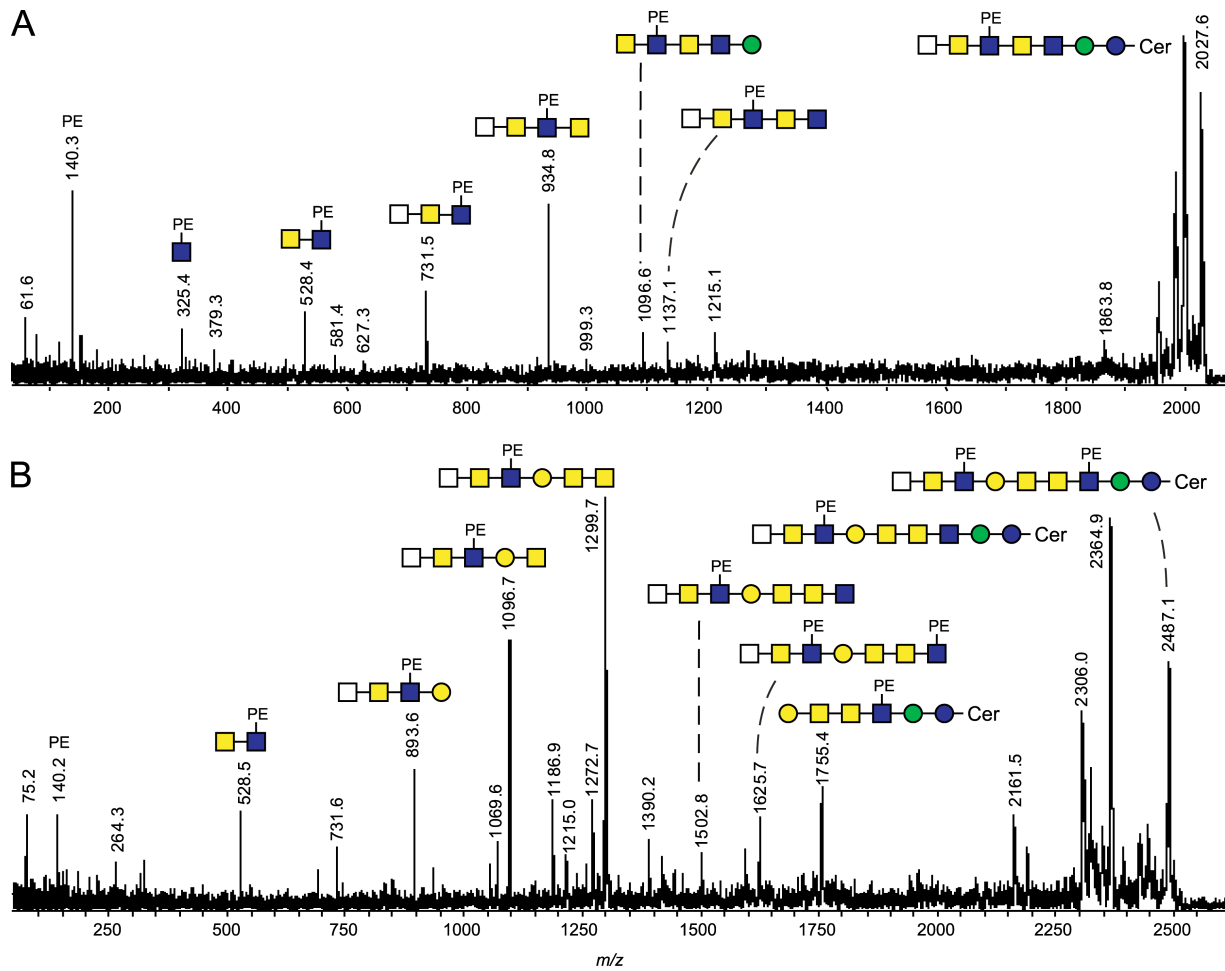 A
PE
PE
2027.6
Cer
PE
PE
PE
140.3
934.8
PE
PE
PE
731.5
528.4
325.4
61.6
379.3
581.4
627.3
999.3
1096.6
1137.1
1215.1
1863.8
200 400 600 800 1000 1200 1400 1600 1800 2000
B
PE
PE PE
Cer
1299.7
2364.9
PE
Cer
PE
1096.7
PE
2487.1
PE PE
PE
893.6
PE
Cer
2306.0
PE
528.5
1755.4
75.2
PE
140.2
264.3
731.6
1069.6
1186.9
1215.0
1272.7
1390.2
1502.8
1625.7
2161.5
250 500 750 1000 1250 1500 1750 2000 2250 2500
m/z